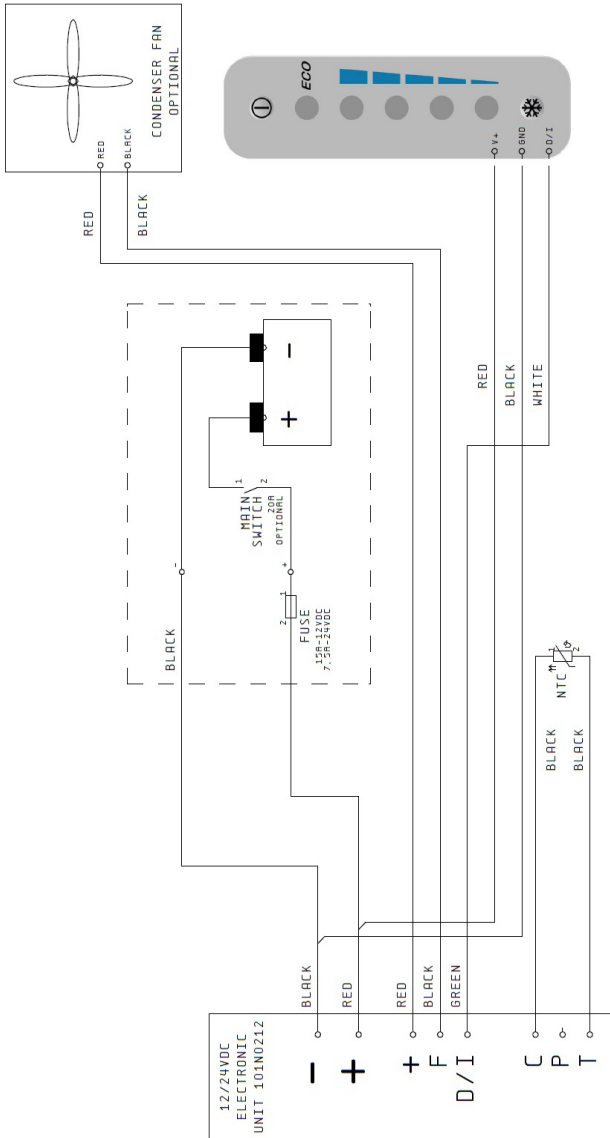 CONDENSER FAN
OPTIONAL
RED
BLACK
RED
BLACK
ECO
V+
GND
D/I
RED
BLACK
WHITE
-
+
1
2
MAIN
SWITCH
20A
OPTIONAL
-
+
1
2
FUSE
15A-12VDC
7,5A-24VDC
BLACK
1
2
NTC
BLACK
BLACK
BLACK
RED
RED
BLACK
GREEN
12/24VDC
ELECTRONIC
UNIT 101N0212
-
+
+
F
D/I
C
P
T